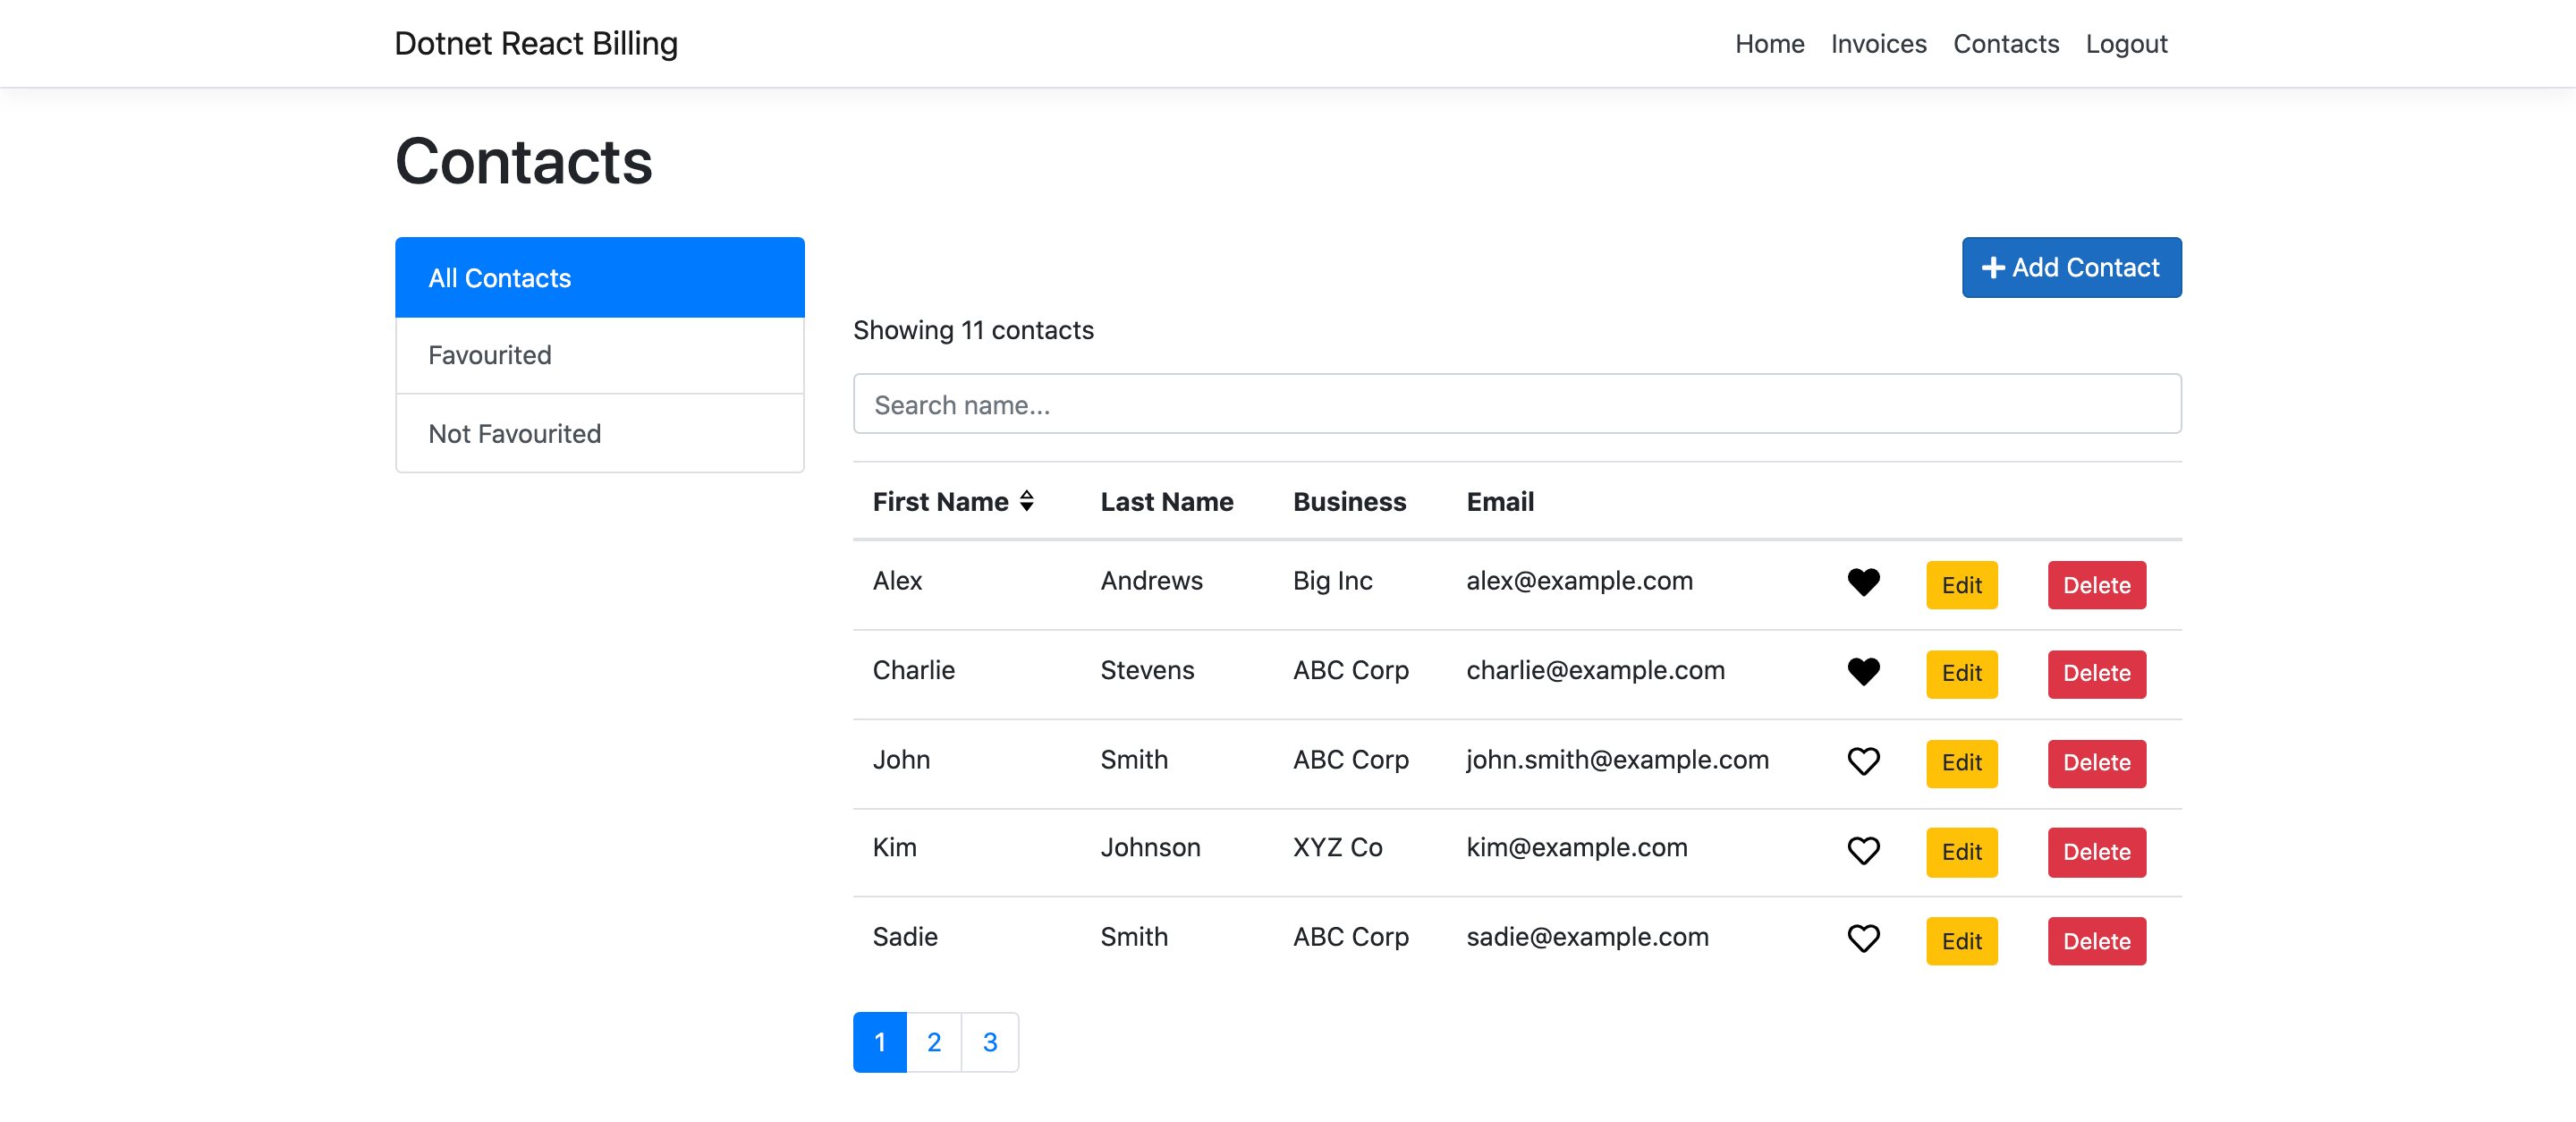 Dotnet React Billing Home Invoices Contacts Logout
Contacts
All Contacts
Favourited
Not Favourited
Add Contact
Showing 11 contacts
Search name...
First Name Last Name Business Email
Alex Andrews Big Inc alex@example.com Edit Delete
Charlie Stevens ABC Corp charlie@example.com Edit Delete
John Smith ABC Corp john.smith@example.com Edit Delete
Kim Johnson XYZ Co kim@example.com Edit Delete
Sadie Smith ABC Corp sadie@example.com Edit Delete
1 2 3